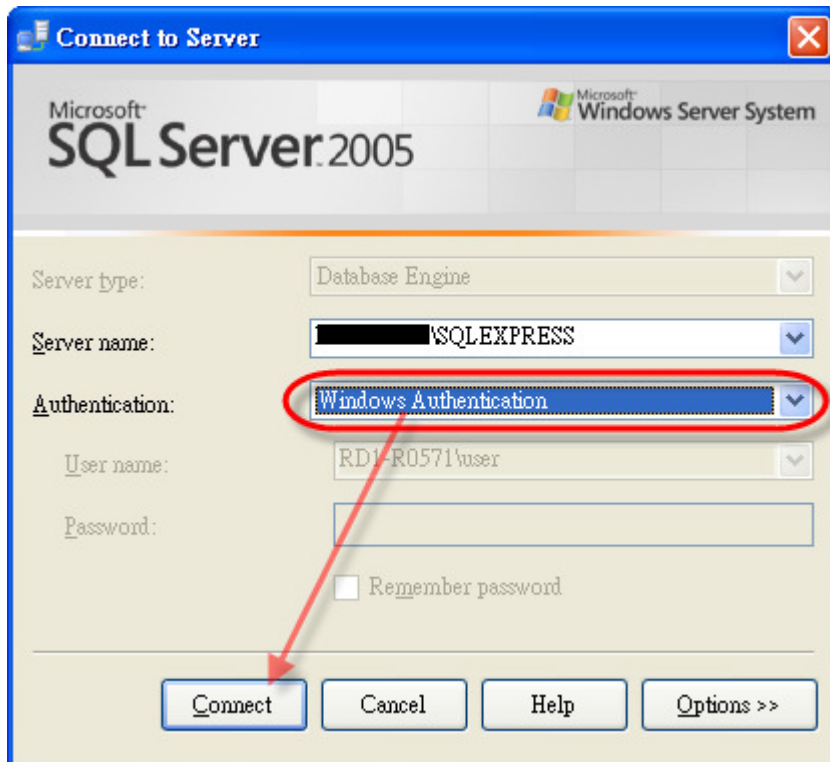 Connect to Server
Microsoft
SQL Server 2005
Microsoft
Windows Server System
Server type:
Database Engine
Server name:
\SQLEXPRESS
Authentication:
Windows Authentication
User name:
RD1-R0571\user
Password:
Remember password
Connect
Cancel
Help
Options >>